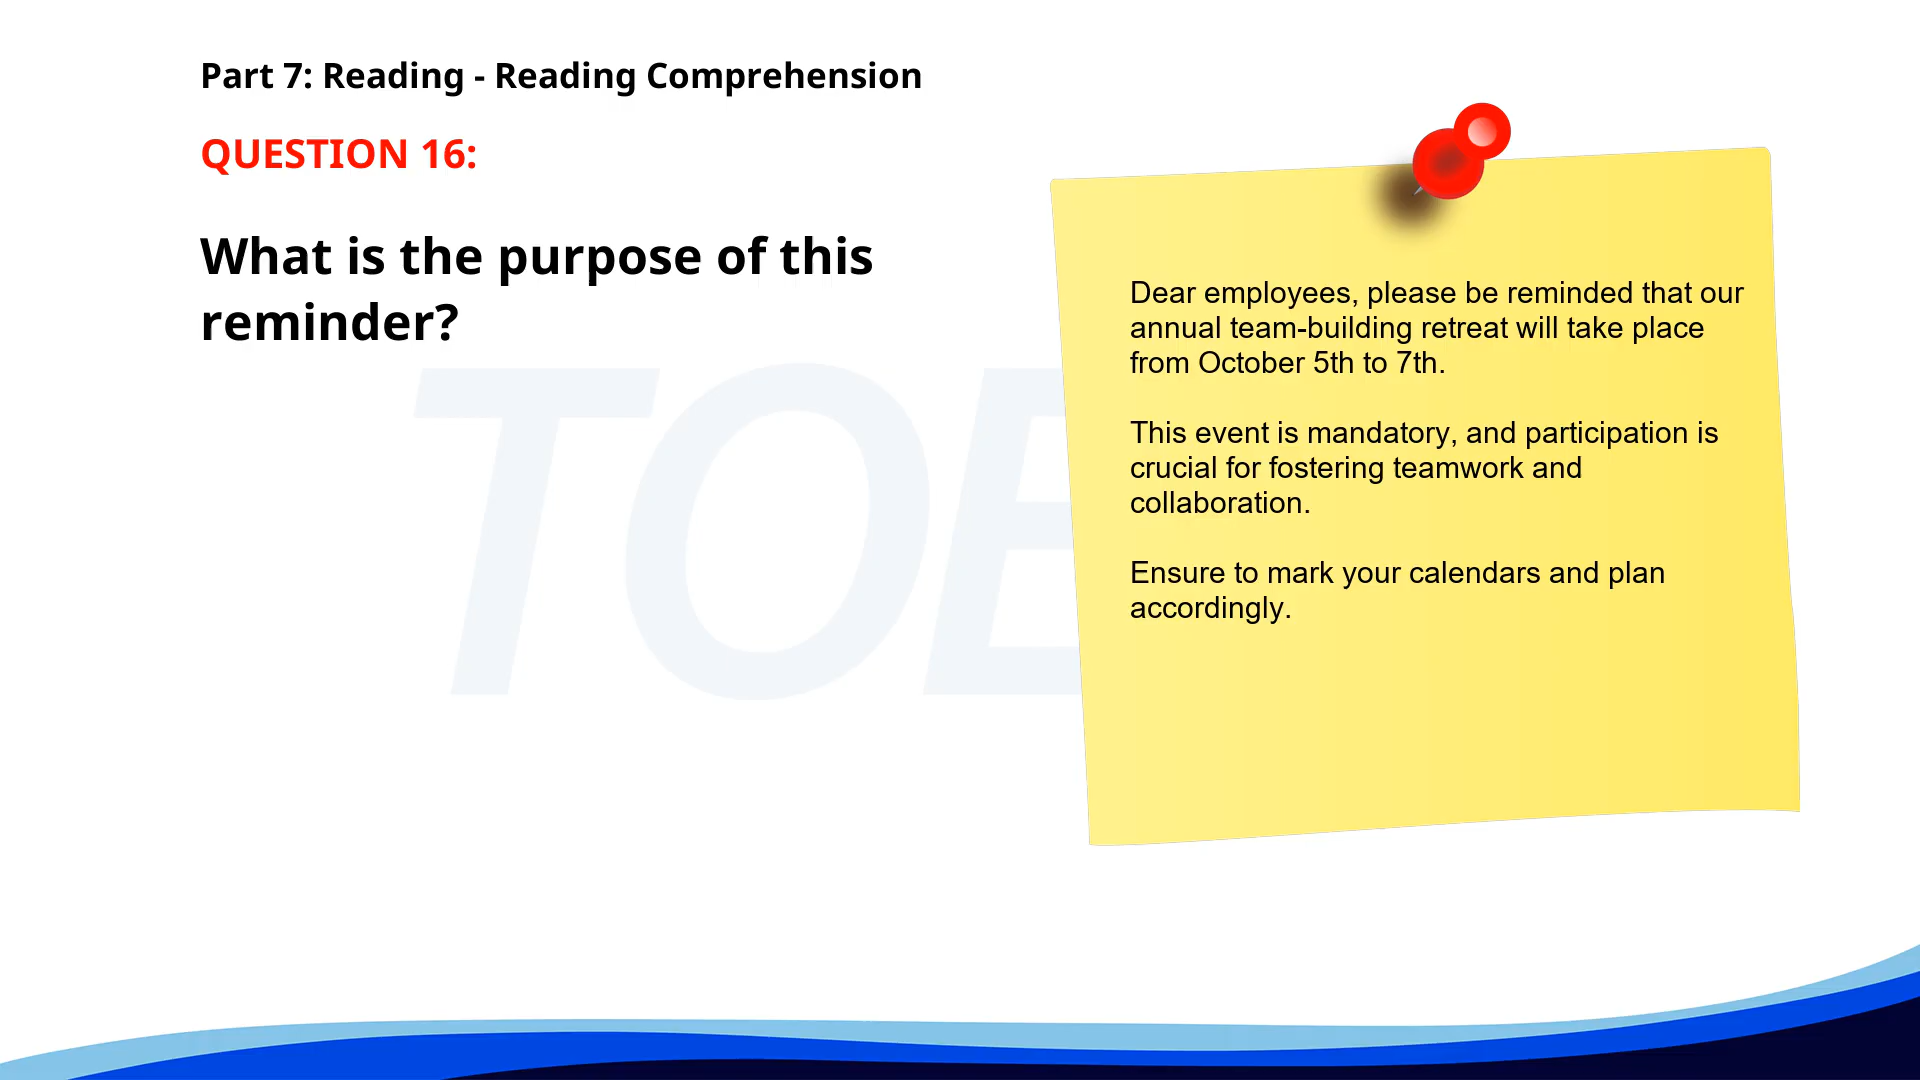 Part 7: Reading - Reading Comprehension
QUESTION 16:
What is the purpose of this
reminder?
TOE
Dear employees, please be reminded that our
annual team-building retreat will take place
from October 5th to 7th.
This event is mandatory, and participation is
crucial for fostering teamwork and
collaboration.
Ensure to mark your calendars and plan
accordingly.